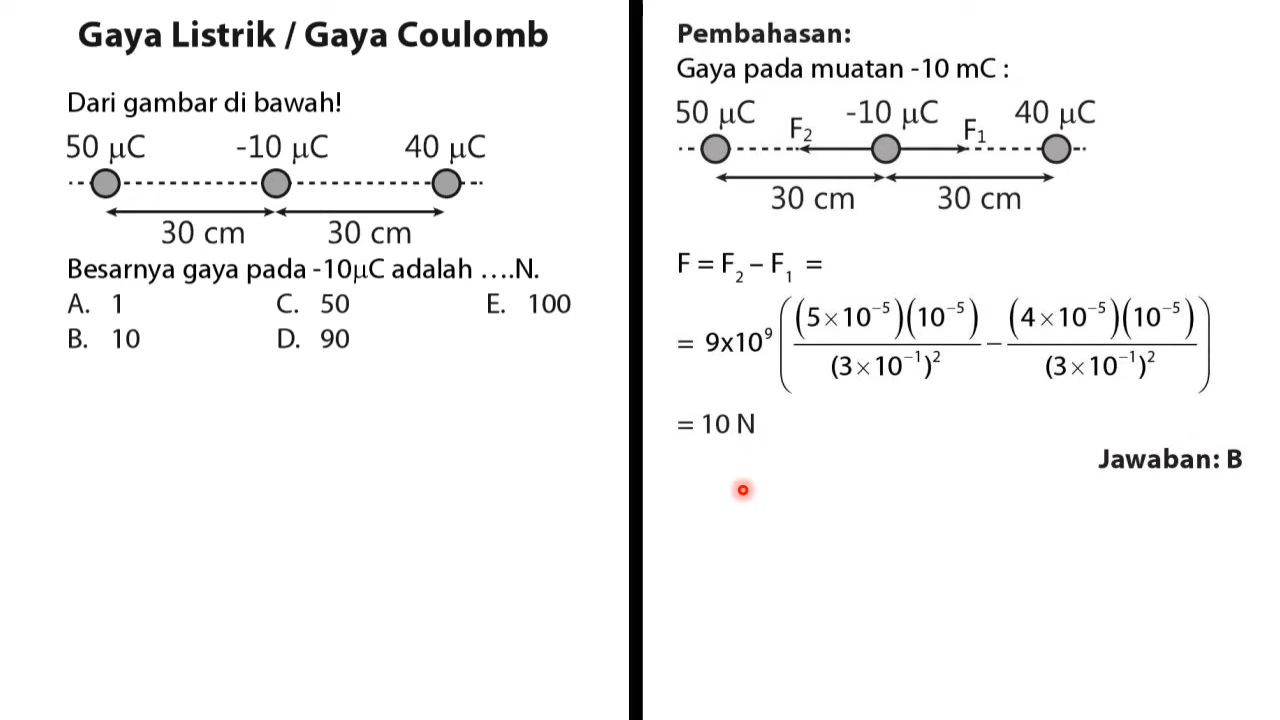 Gaya Listrik / Gaya Coulomb
Dari gambar di bawah!
50 µC -10 µC 40 µC
30 cm 30 cm
Besarnya gaya pada -10µC adalah ....N.
A. 1 C. 50 E. 100
B. 10 D. 90
Pembahasan:
Gaya pada muatan -10 mC :
50 µC -10 µC 40 µC
F₂ F₁
30 cm 30 cm
F = F₂ – F₁ =
= 9x10⁹ ( (5×10⁻⁵)(10⁻⁵) / (3×10⁻¹)² − (4×10⁻⁵)(10⁻⁵) / (3×10⁻¹)² )
= 10 N
Jawaban: B